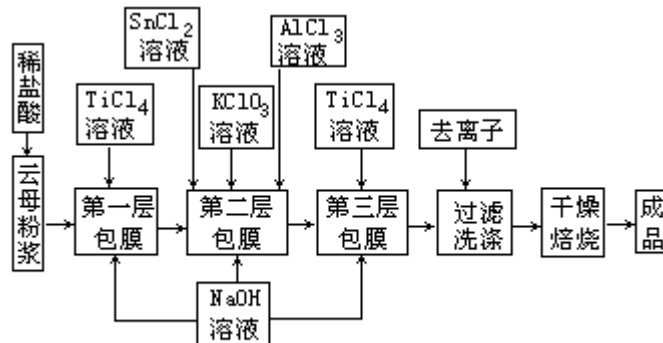 SnCl2
溶液
AlCl3
溶液
稀盐酸
TiCl4
溶液
KClO3
溶液
TiCl4
溶液
去离子
云母粉浆
第一层
包膜
第二层
包膜
第三层
包膜
过滤
洗涤
干燥
焙烧
成品
NaOH
溶液